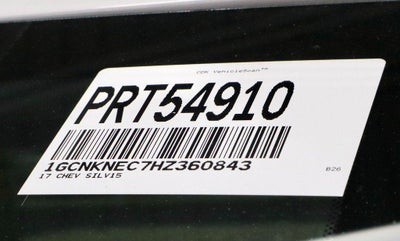 CDK VehicleScan™
PRT54910
1GCNKNEC7HZ360843
17 CHEV SILV15
B26